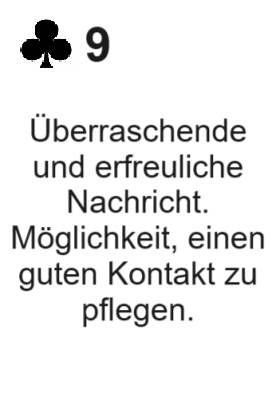 ♣ 9
Überraschende
und erfreuliche
Nachricht.
Möglichkeit, einen
guten Kontakt zu
pflegen.